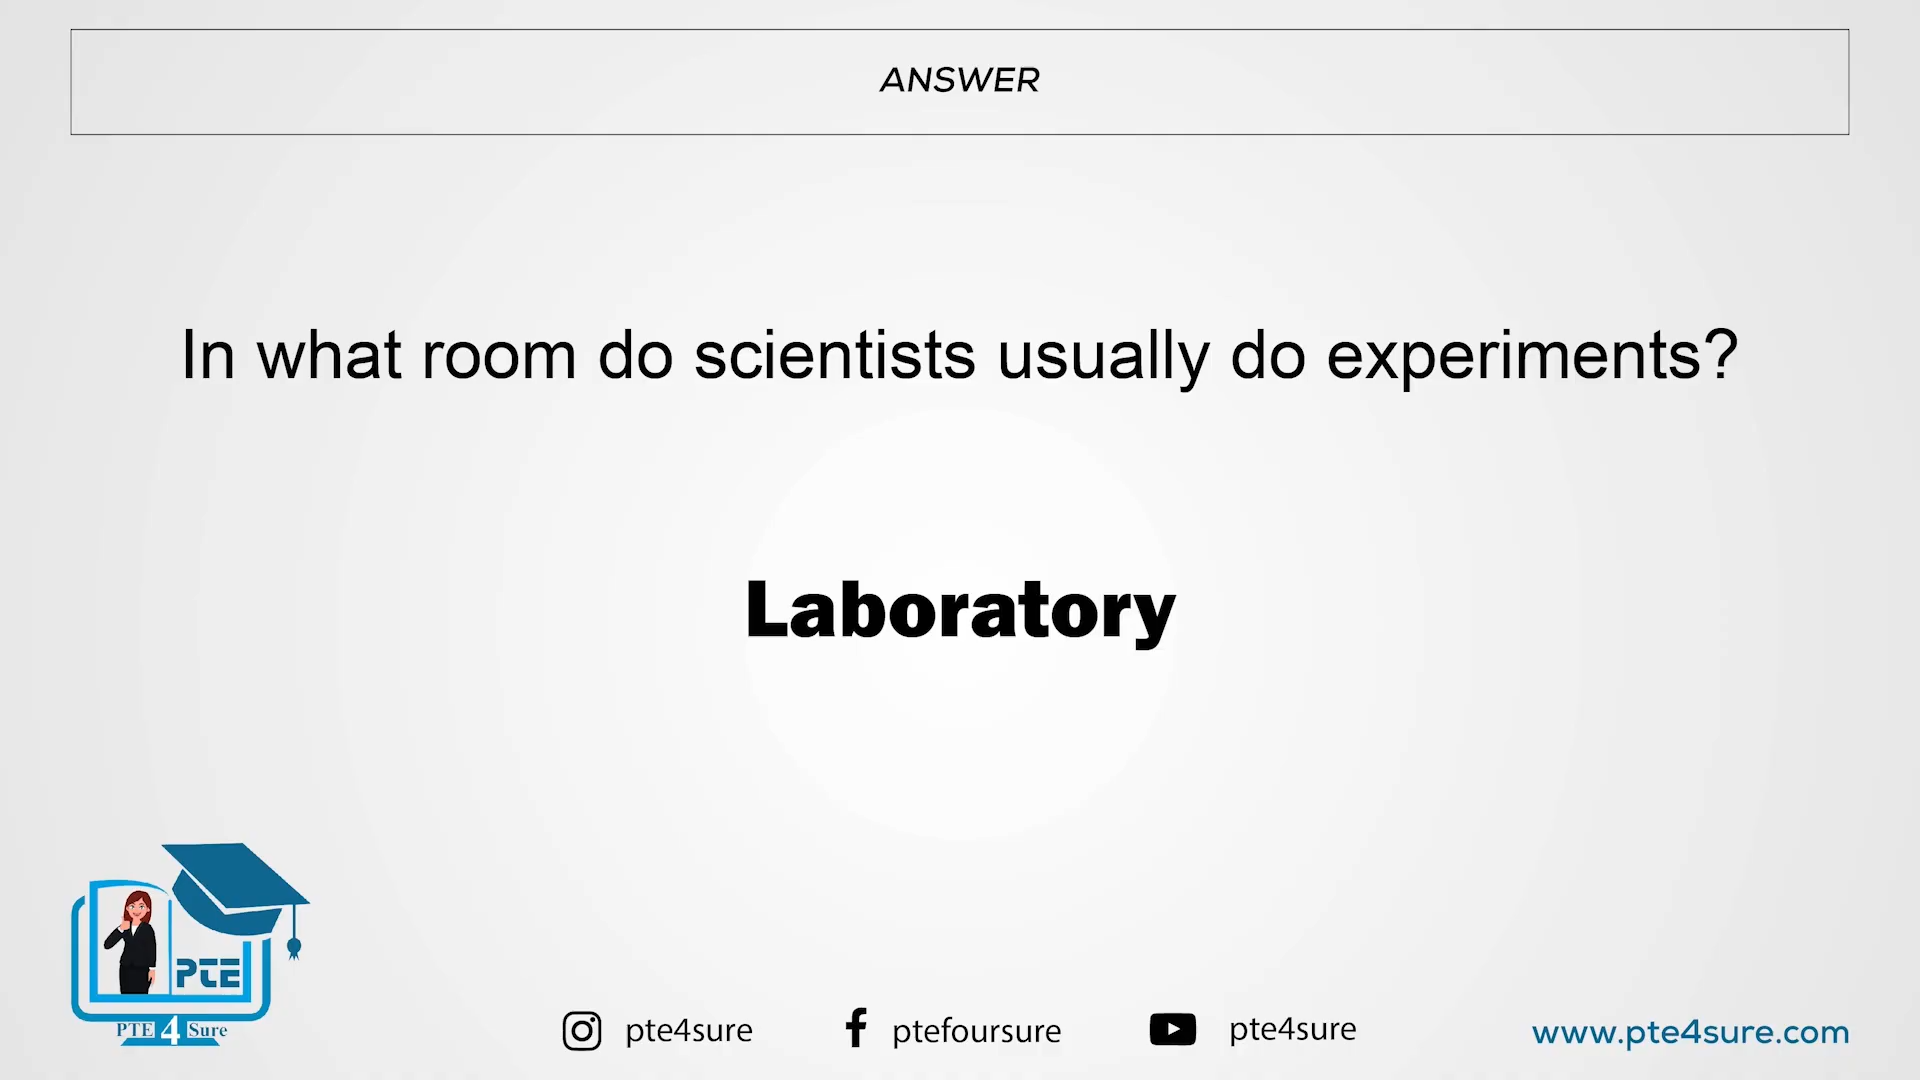 ANSWER
In what room do scientists usually do experiments?
Laboratory
PTE
PTE 4 Sure
pte4sure
ptefoursure
pte4sure
www.pte4sure.com